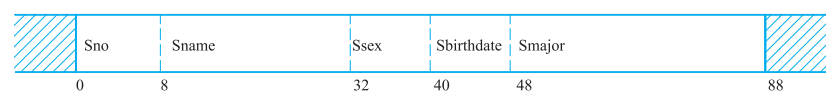 Sno Sname Ssex Sbirthdate Smajor
0 8 32 40 48 88